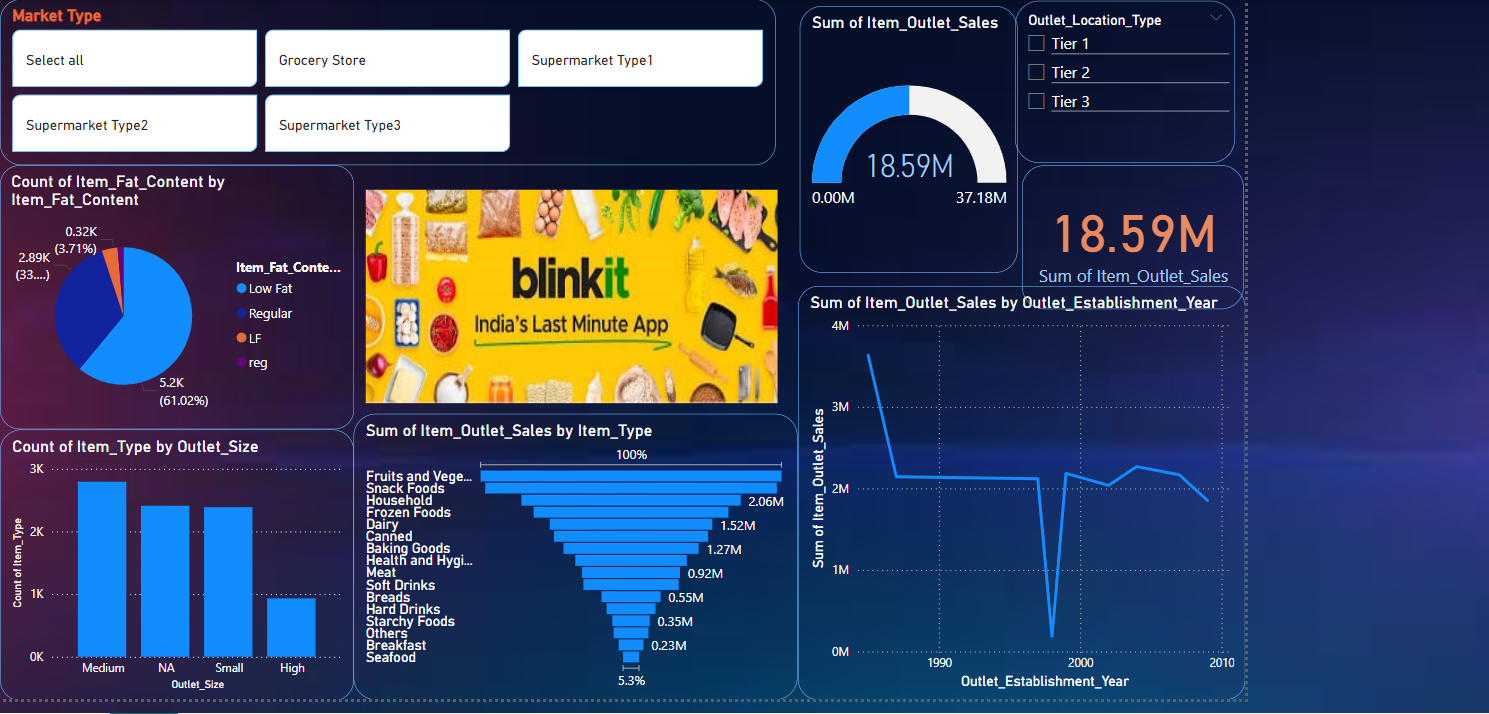 Market Type
Select all
Grocery Store
Supermarket Type1
Supermarket Type2
Supermarket Type3
Sum of Item_Outlet_Sales
18.59M
0.00M
37.18M
Outlet_Location_Type
Tier 1
Tier 2
Tier 3
18.59M
Sum of Item_Outlet_Sales
Count of Item_Fat_Content by
Item_Fat_Content
0.32K
(3.71%)
2.89K
(33....)
5.2K
(61.02%)
Item_Fat_Conte...
Low Fat
Regular
LF
reg
blinkit
India's Last Minute App
Count of Item_Type by Outlet_Size
Count of Item_Type
3K
2K
1K
0K
Medium
NA
Small
High
Outlet_Size
Sum of Item_Outlet_Sales by Item_Type
100%
Fruits and Vege...
Snack Foods
Household
2.06M
Frozen Foods
Dairy
1.52M
Canned
Baking Goods
1.27M
Health and Hygi...
Meat
0.92M
Soft Drinks
Breads
0.55M
Hard Drinks
Starchy Foods
0.35M
Others
Breakfast
0.23M
Seafood
5.3%
Sum of Item_Outlet_Sales by Outlet_Establishment_Year
Sum of Item_Outlet_Sales
4M
3M
2M
1M
0M
1990
2000
2010
Outlet_Establishment_Year